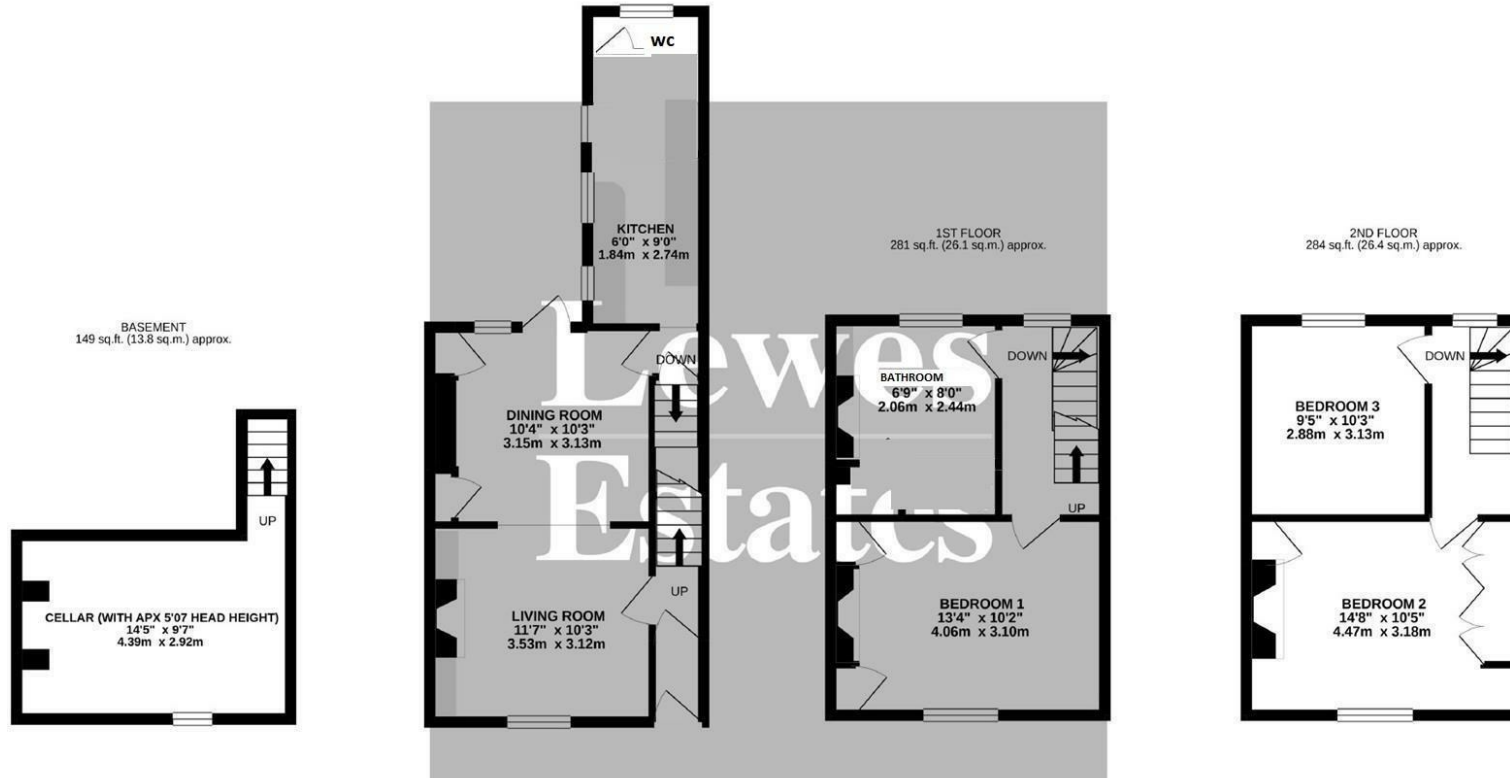 BASEMENT
149 sq.ft. (13.8 sq.m.) approx.
UP
CELLAR (WITH APX 5'07 HEAD HEIGHT)
14'5" x 9'7"
4.39m x 2.92m
WC
KITCHEN
6'0" x 9'0"
1.84m x 2.74m
DOWN
DINING ROOM
10'4" x 10'3"
3.15m x 3.13m
UP
LIVING ROOM
11'7" x 10'3"
3.53m x 3.12m
Lewes
Estates
1ST FLOOR
281 sq.ft. (26.1 sq.m.) approx.
DOWN
BATHROOM
6'9" x 8'0"
2.06m x 2.44m
UP
BEDROOM 1
13'4" x 10'2"
4.06m x 3.10m
2ND FLOOR
284 sq.ft. (26.4 sq.m.) approx.
DOWN
BEDROOM 3
9'5" x 10'3"
2.88m x 3.13m
BEDROOM 2
14'8" x 10'5"
4.47m x 3.18m